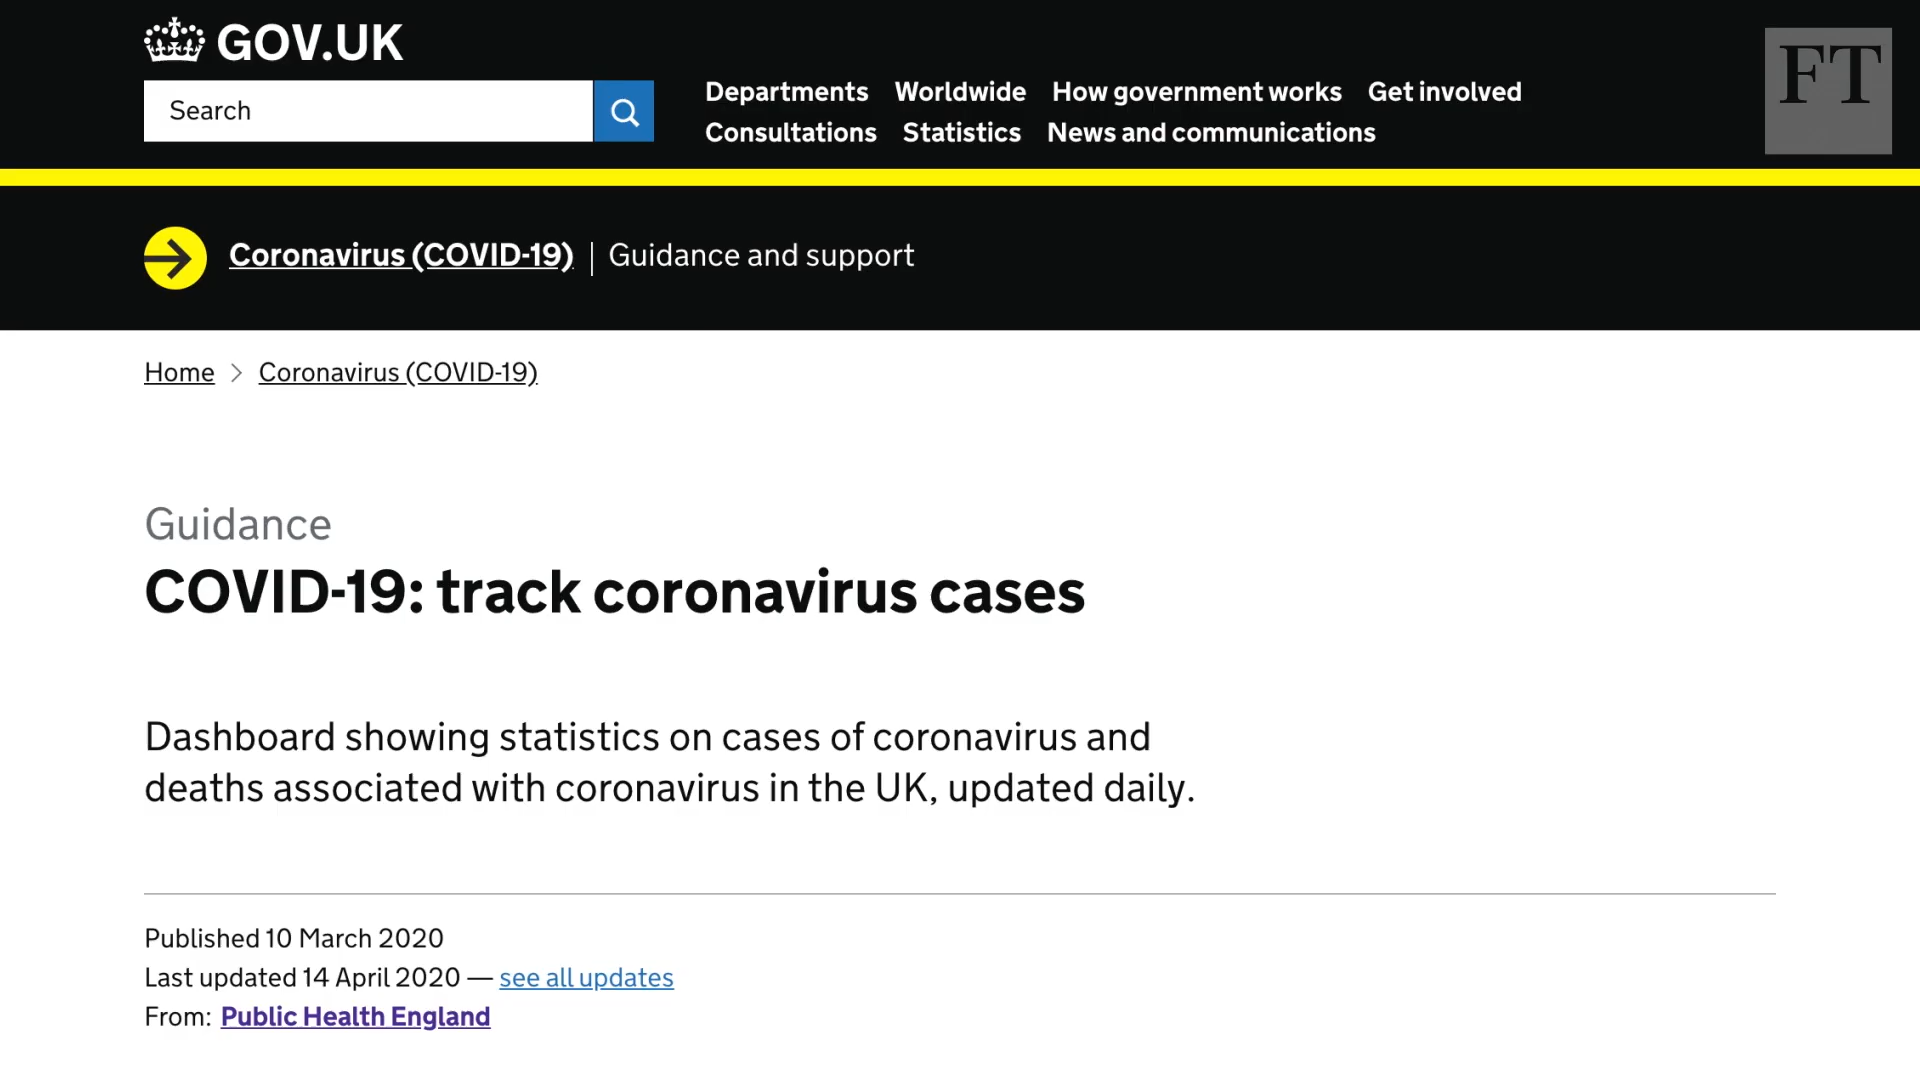 GOV.UK
Search
Departments Worldwide How government works Get involved
Consultations Statistics News and communications
FT
Coronavirus (COVID-19) | Guidance and support
Home > Coronavirus (COVID-19)
Guidance
COVID-19: track coronavirus cases
Dashboard showing statistics on cases of coronavirus and
deaths associated with coronavirus in the UK, updated daily.
Published 10 March 2020
Last updated 14 April 2020 — see all updates
From: Public Health England